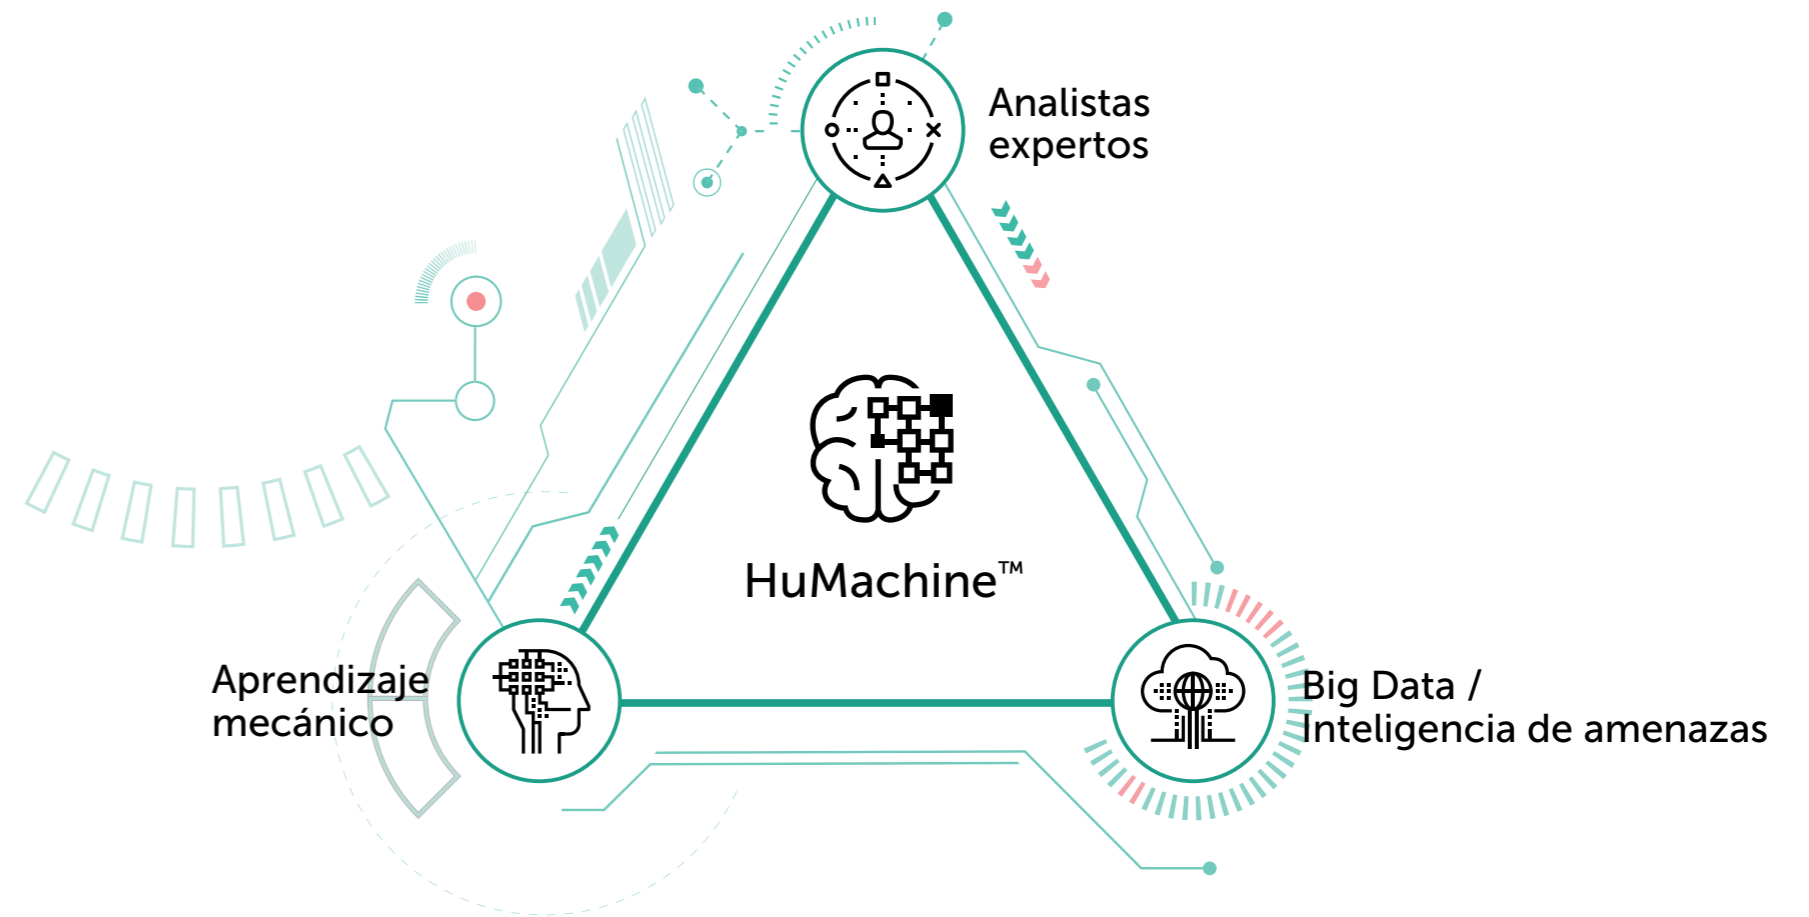 Analistas
expertos
HuMachine™
Aprendizaje
mecánico
Big Data /
Inteligencia de amenazas